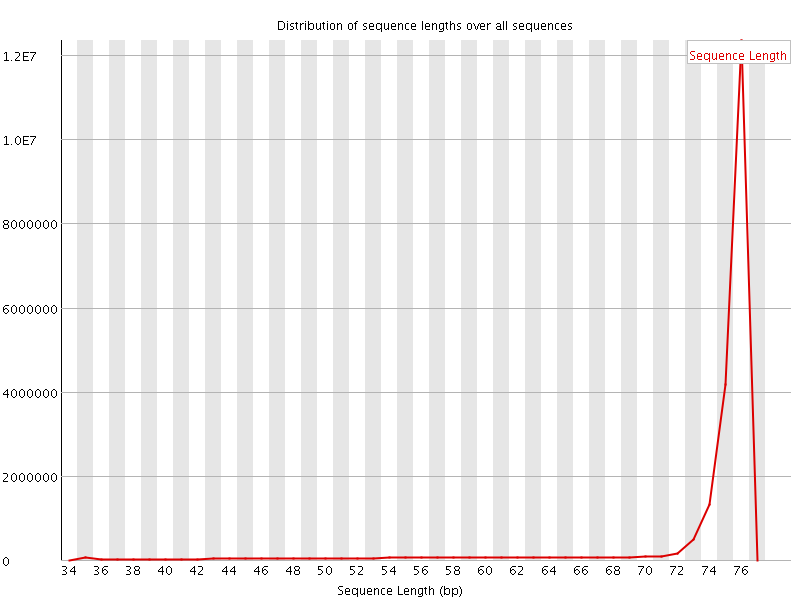 Distribution of sequence lengths over all sequences
Sequence Length
1.2E7
1.0E7
8000000
6000000
4000000
2000000
0
34 36 38 40 42 44 46 48 50 52 54 56 58 60 62 64 66 68 70 72 74 76
Sequence Length (bp)